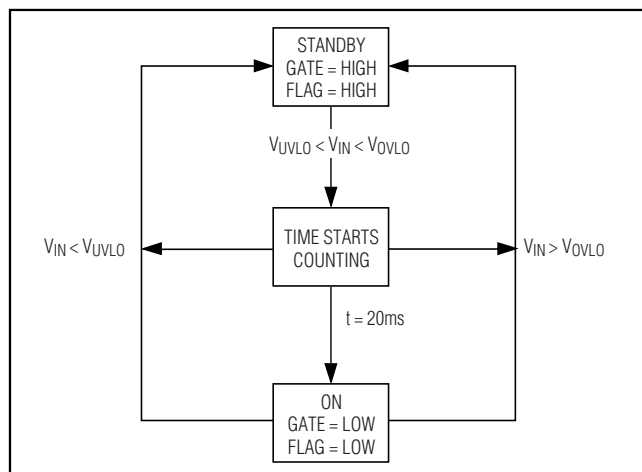 STANDBY
GATE = HIGH
FLAG = HIGH
VUVLO < VIN < VOVLO
VIN < VUVLO
TIME STARTS
COUNTING
VIN > VOVLO
t = 20ms
ON
GATE = LOW
FLAG = LOW